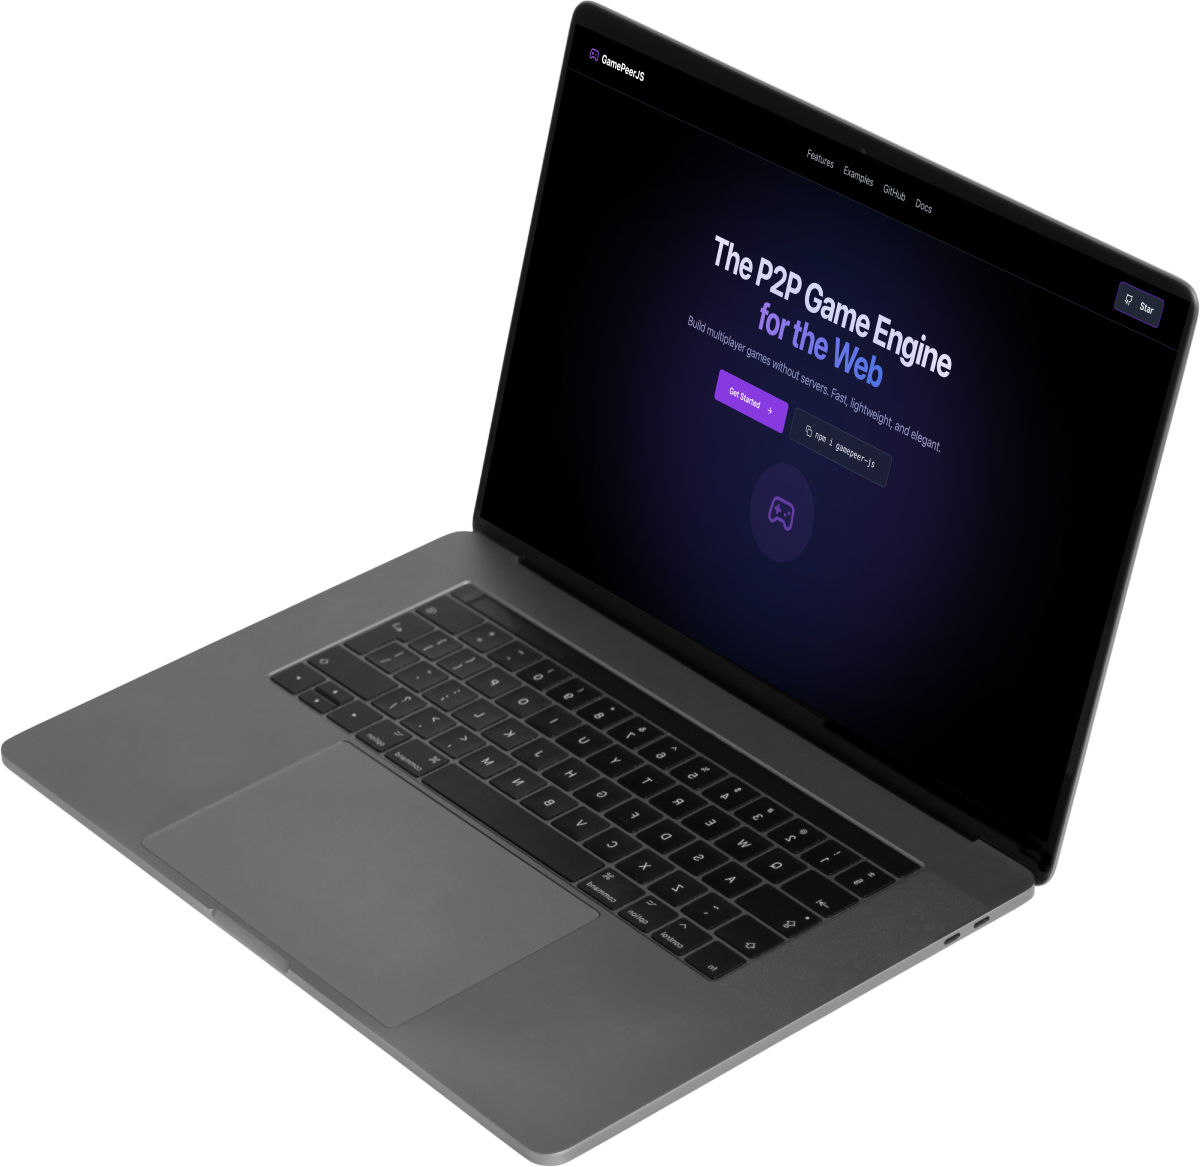 GamePeerJS
Features Examples GitHub Docs
Star
The P2P Game Engine
for the Web
Build multiplayer games without servers. Fast, lightweight, and elegant.
Get Started →
npm i gamepeer-js